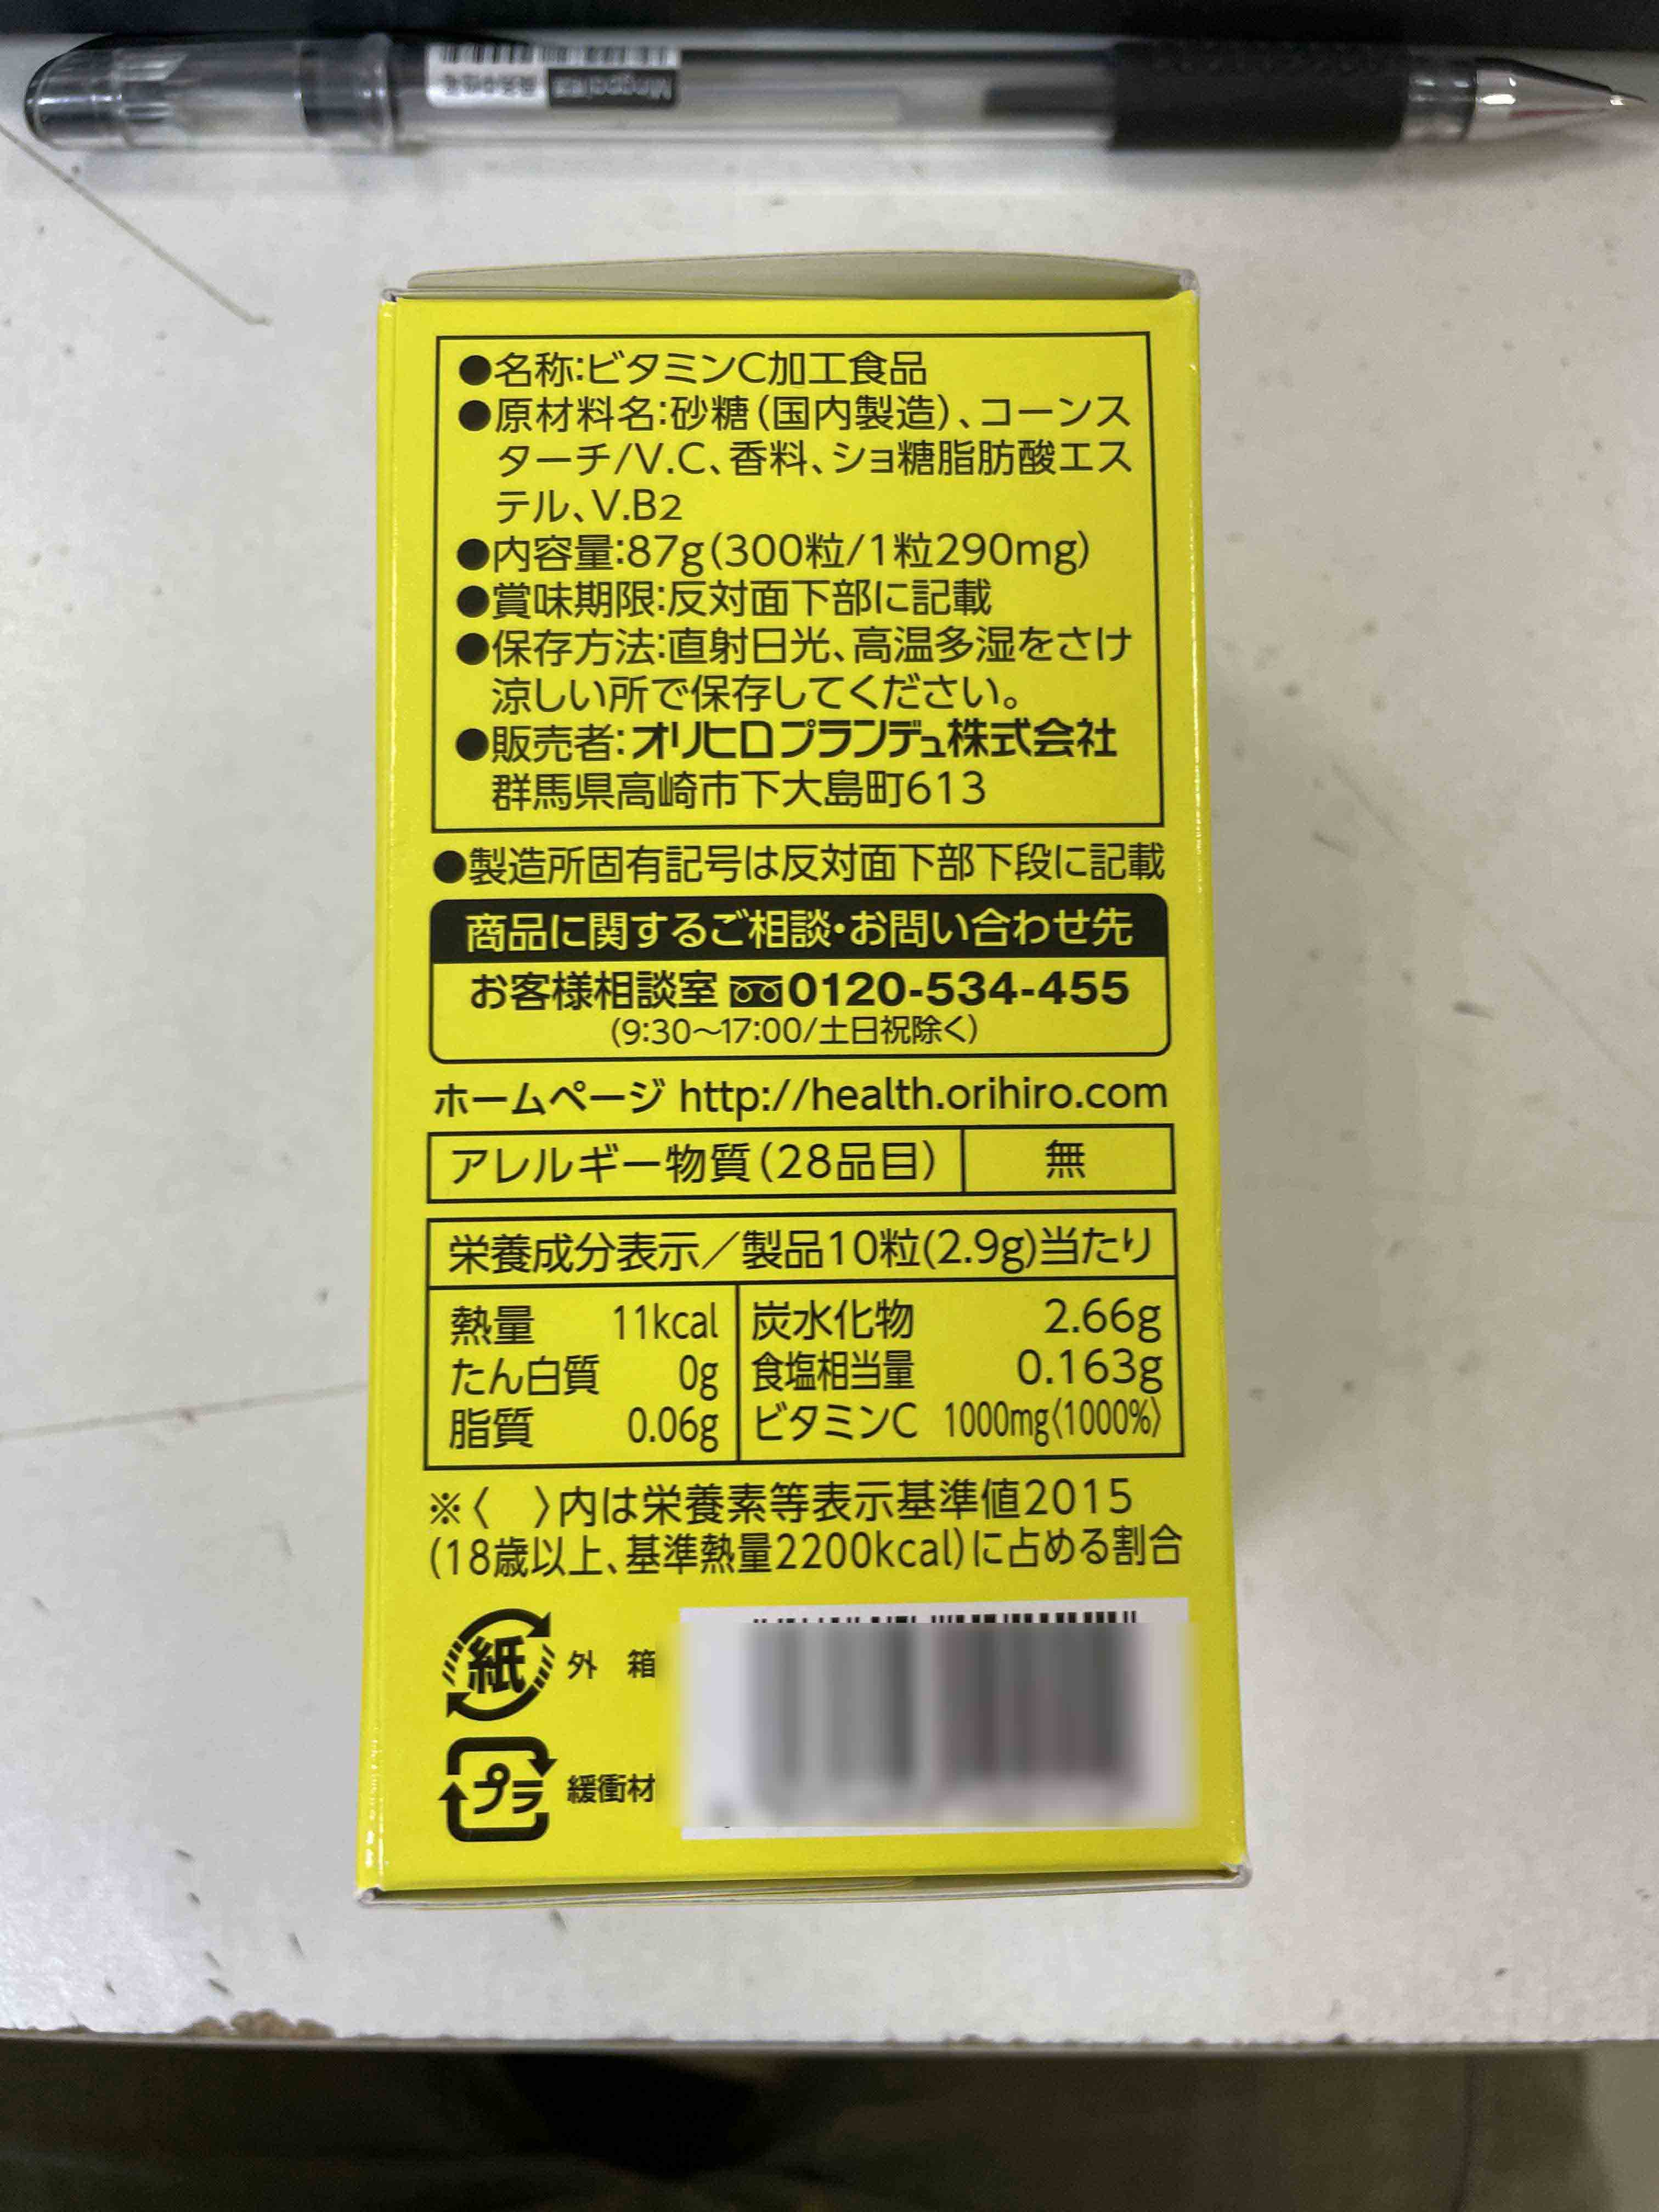 ●名称:ビタミンC加工食品
●原材料名:砂糖(国内製造)、コーンス
ターチ/V.C、香料、ショ糖脂肪酸エス
テル、V.B2
●内容量:87g(300粒/1粒290mg)
●賞味期限:反対面下部に記載
●保存方法:直射日光、高温多湿をさけ
涼しい所で保存してください。
●販売者:オリヒロプランデュ株式会社
群馬県高崎市下大島町613
●製造所固有記号は反対面下部下段に記載
商品に関するご相談・お問い合わせ先
お客様相談室 0120-534-455
(9:30〜17:00/土日祝除く)
ホームページ http://health.orihiro.com
アレルギー物質(28品目) 無
栄養成分表示/製品10粒(2.9g)当たり
熱量 11kcal 炭水化物 2.66g
たん白質 0g 食塩相当量 0.163g
脂質 0.06g ビタミンC 1000mg〈1000%〉
※〈 〉内は栄養素等表示基準値2015
(18歳以上、基準熱量2200kcal)に占める割合
紙 外 箱
プラ 緩衝材